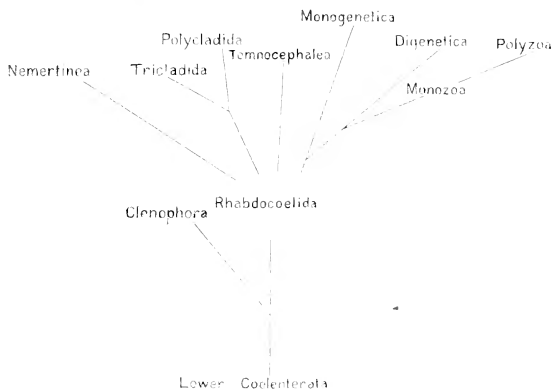 Monogenetica
Polycladida
Digenetica
Polyzoa
Temnocephalea
Nemertinea
Tricladida
Monozoa
Rhabdocoelida
Ctenophora
Lower Coelenterata